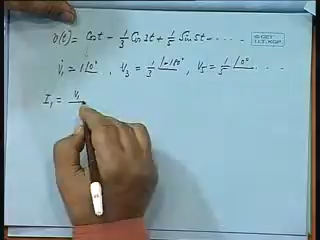 v(t) = Cos t - 1/3 Cos 3t + 1/5 Sin 5t - ....
V̇₁ = 1∠0° , V₃ = 1/3 ∠-180° , V₅ = 1/5 ∠0° ....
I₁ = V₁